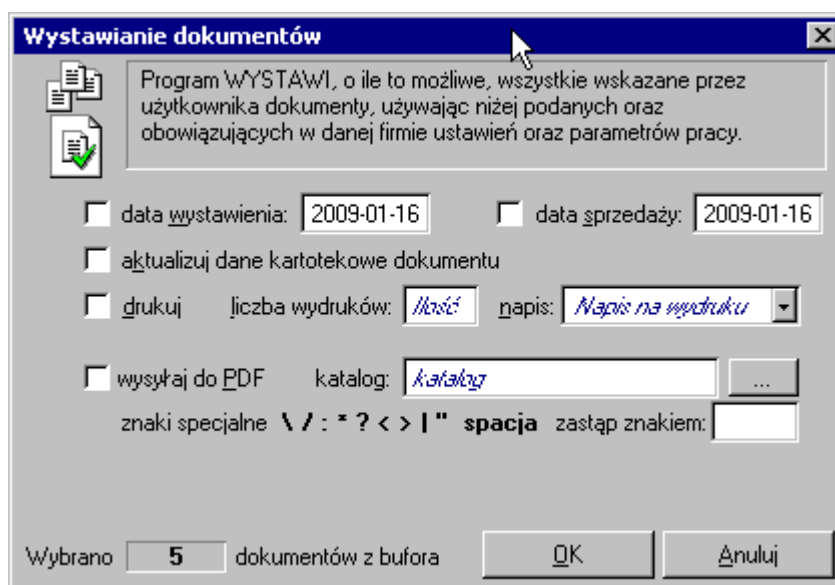 Wystawianie dokumentów
Program WYSTAWI, o ile to możliwe, wszystkie wskazane przez
użytkownika dokumenty, używając niżej podanych oraz
obowiązujących w danej firmie ustawień oraz parametrów pracy.
data wystawienia: 2009-01-16 data sprzedaży: 2009-01-16
aktualizuj dane kartotekowe dokumentu
drukuj liczba wydruków: Ilość napis: Napis na wydruku
wysyłaj do PDF katalog: katalog ...
znaki specjalne \ / : * ? < > | " spacja zastąp znakiem:
Wybrano 5 dokumentów z bufora OK Anuluj